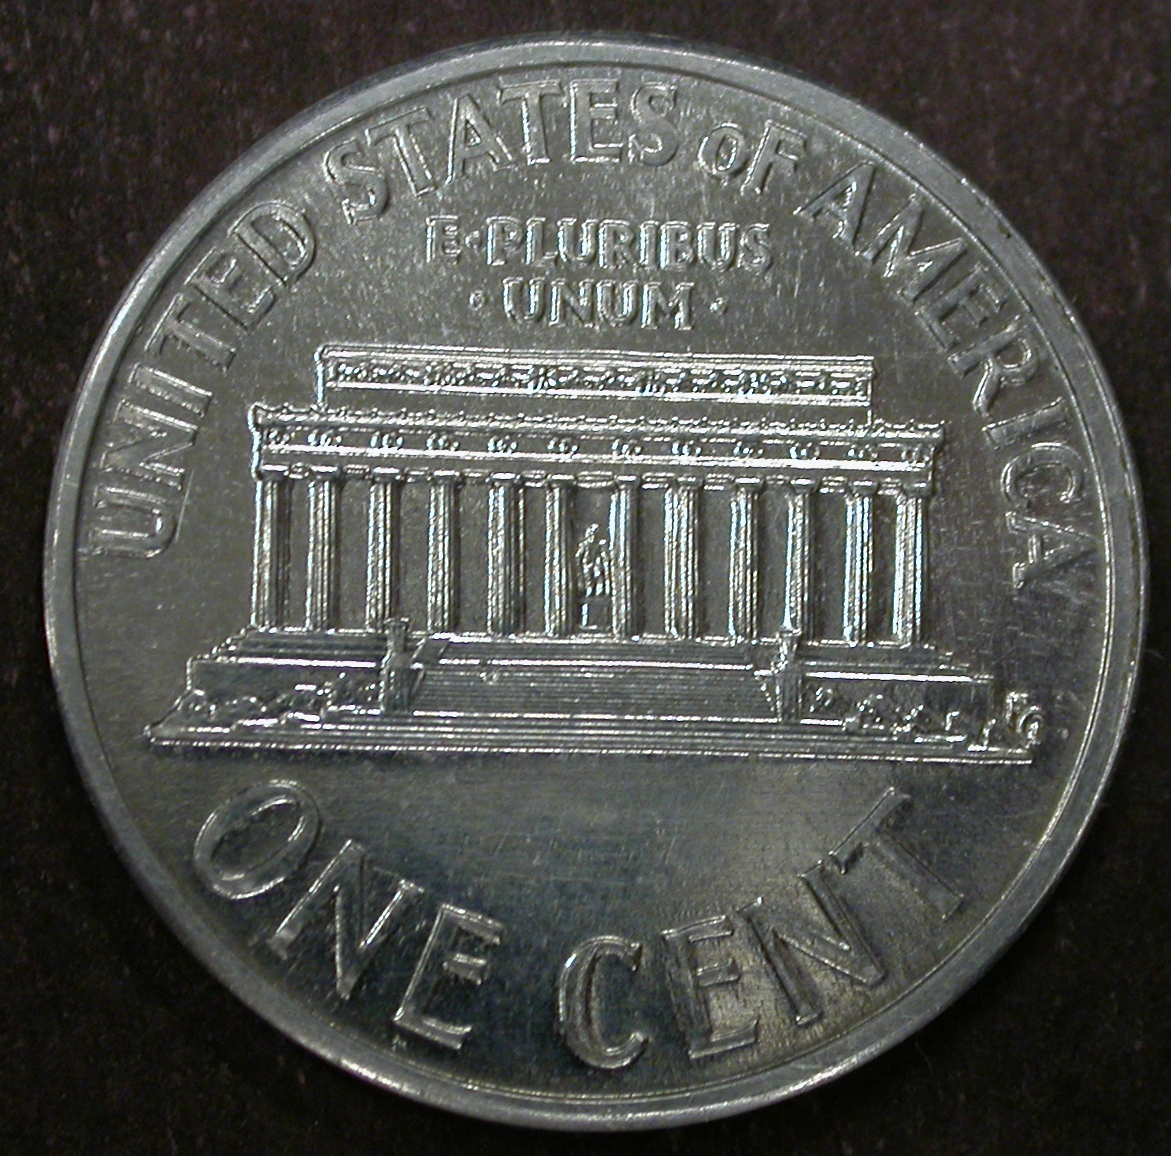 UNITED STATES oF AMERICA
E·PLURIBUS
·UNUM·
ONE CENT